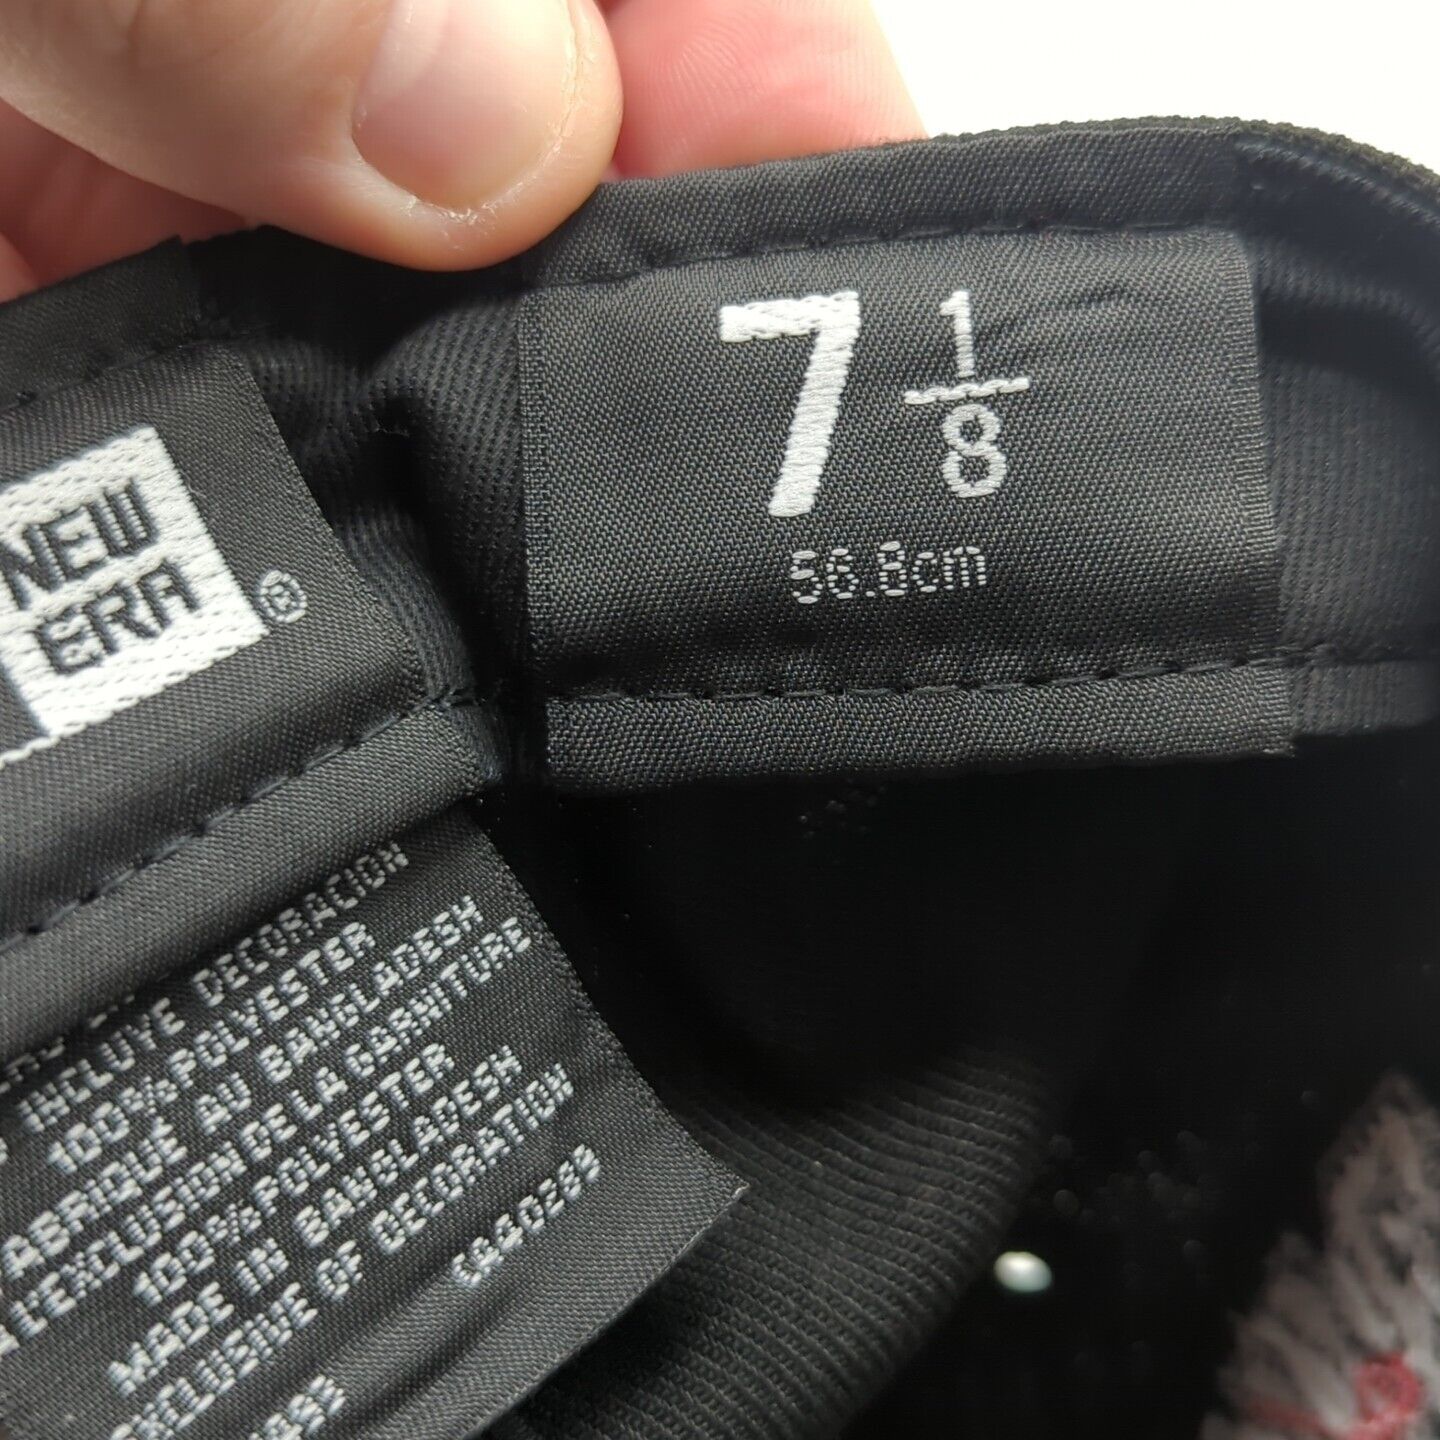 7 1/8
56.8cm
NEW
ERA
®
INCLUYE DECORACION
100% POLYESTER
FABRIQUÉ AU BANGLADESH
L'EXCLUSION DE LA GARNITURE
100% POLYESTER
MADE IN BANGLADESH
EXCLUSIVE OF DECORATION